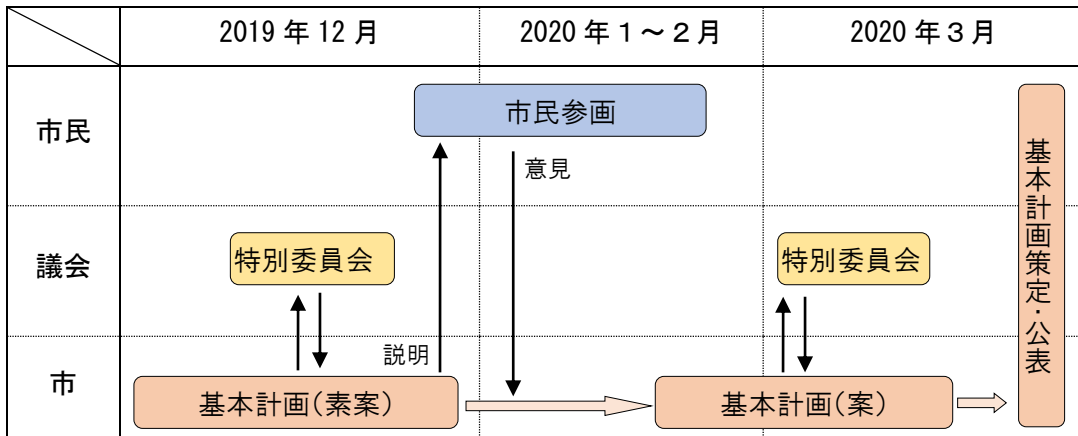 2019年12月
2020年1～2月
2020年3月
市民
市民参画
意見
議会
特別委員会
特別委員会
市
説明
基本計画(素案)
基本計画(案)
基本計画策定・公表